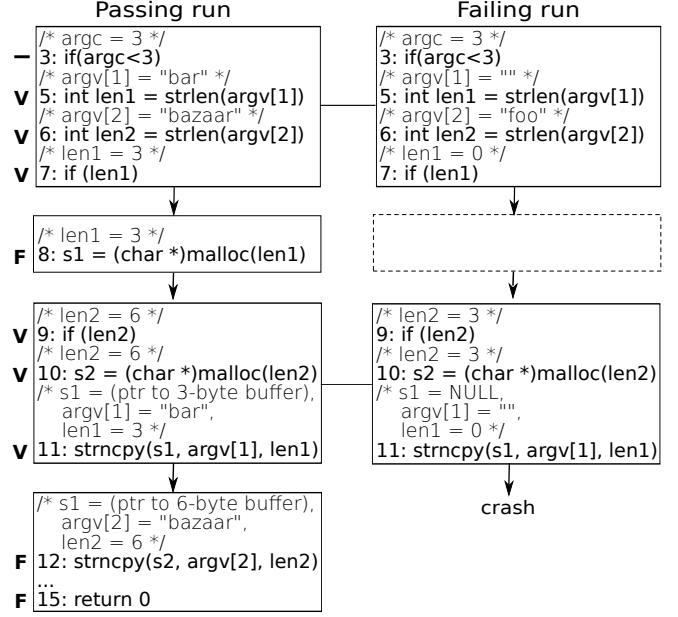 Passing run
/* argc = 3 */
– 3: if(argc<3)
/* argv[1] = "bar" */
V 5: int len1 = strlen(argv[1])
/* argv[2] = "bazaar" */
V 6: int len2 = strlen(argv[2])
/* len1 = 3 */
V 7: if (len1)
/* len1 = 3 */
F 8: s1 = (char *)malloc(len1)
/* len2 = 6 */
V 9: if (len2)
/* len2 = 6 */
V 10: s2 = (char *)malloc(len2)
/* s1 = (ptr to 3-byte buffer),
argv[1] = "bar",
len1 = 3 */
V 11: strncpy(s1, argv[1], len1)
/* s1 = (ptr to 6-byte buffer),
argv[2] = "bazaar",
len2 = 6 */
F 12: strncpy(s2, argv[2], len2)
...
F 15: return 0
Failing run
/* argc = 3 */
3: if(argc<3)
/* argv[1] = "" */
5: int len1 = strlen(argv[1])
/* argv[2] = "foo" */
6: int len2 = strlen(argv[2])
/* len1 = 0 */
7: if (len1)
/* len2 = 3 */
9: if (len2)
/* len2 = 3 */
10: s2 = (char *)malloc(len2)
/* s1 = NULL,
argv[1] = "",
len1 = 0 */
11: strncpy(s1, argv[1], len1)
crash